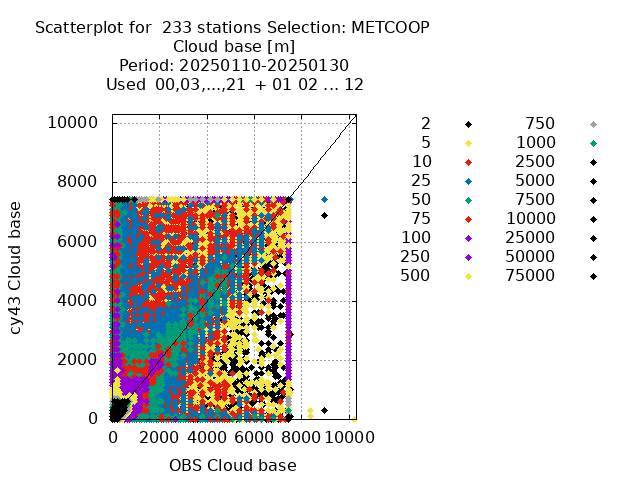 Scatterplot for  233 stations Selection: METCOOP
Cloud base [m]
Period: 20250110-20250130
Used  00,03,...,21  + 01 02 ... 12
10000
8000
6000
4000
2000
0
cy43 Cloud base
0 2000 4000 6000 8000 10000
OBS Cloud base
2 750
5 1000
10 2500
25 5000
50 7500
75 10000
100 25000
250 50000
500 75000